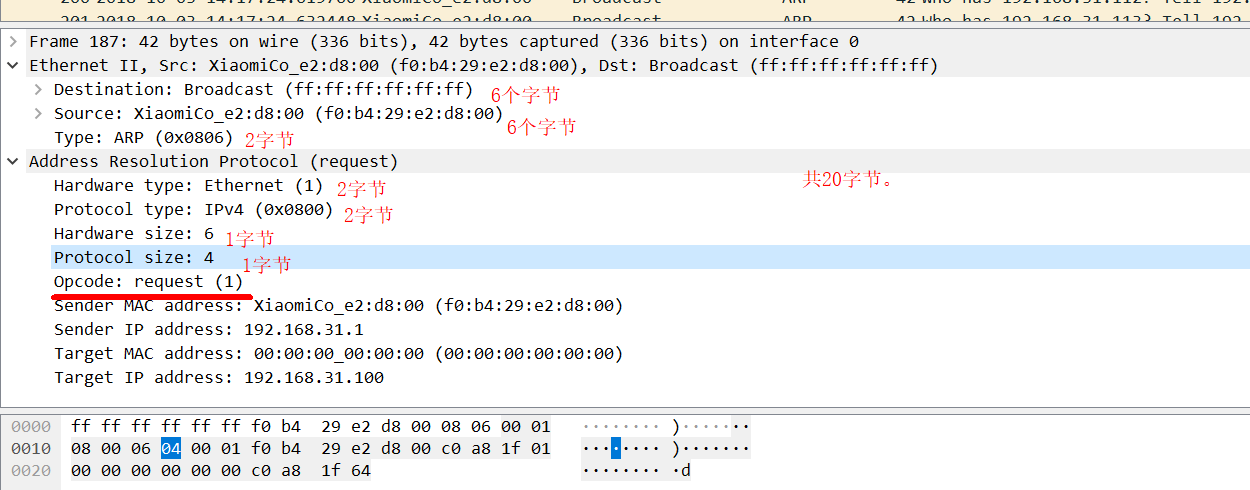 Frame 187: 42 bytes on wire (336 bits), 42 bytes captured (336 bits) on interface 0
Ethernet II, Src: XiaomiCo_e2:d8:00 (f0:b4:29:e2:d8:00), Dst: Broadcast (ff:ff:ff:ff:ff:ff)
Destination: Broadcast (ff:ff:ff:ff:ff:ff) 6个字节
Source: XiaomiCo_e2:d8:00 (f0:b4:29:e2:d8:00) 6个字节
Type: ARP (0x0806) 2字节
Address Resolution Protocol (request)
Hardware type: Ethernet (1) 2字节 共20字节。
Protocol type: IPv4 (0x0800) 2字节
Hardware size: 6 1字节
Protocol size: 4 1字节
Opcode: request (1)
Sender MAC address: XiaomiCo_e2:d8:00 (f0:b4:29:e2:d8:00)
Sender IP address: 192.168.31.1
Target MAC address: 00:00:00_00:00:00 (00:00:00:00:00:00)
Target IP address: 192.168.31.100
0000 ff ff ff ff ff ff f0 b4 29 e2 d8 00 08 06 00 01 ········ )·······
0010 08 00 06 04 00 01 f0 b4 29 e2 d8 00 c0 a8 1f 01 ········ )·······
0020 00 00 00 00 00 00 c0 a8 1f 64 ········ ·d